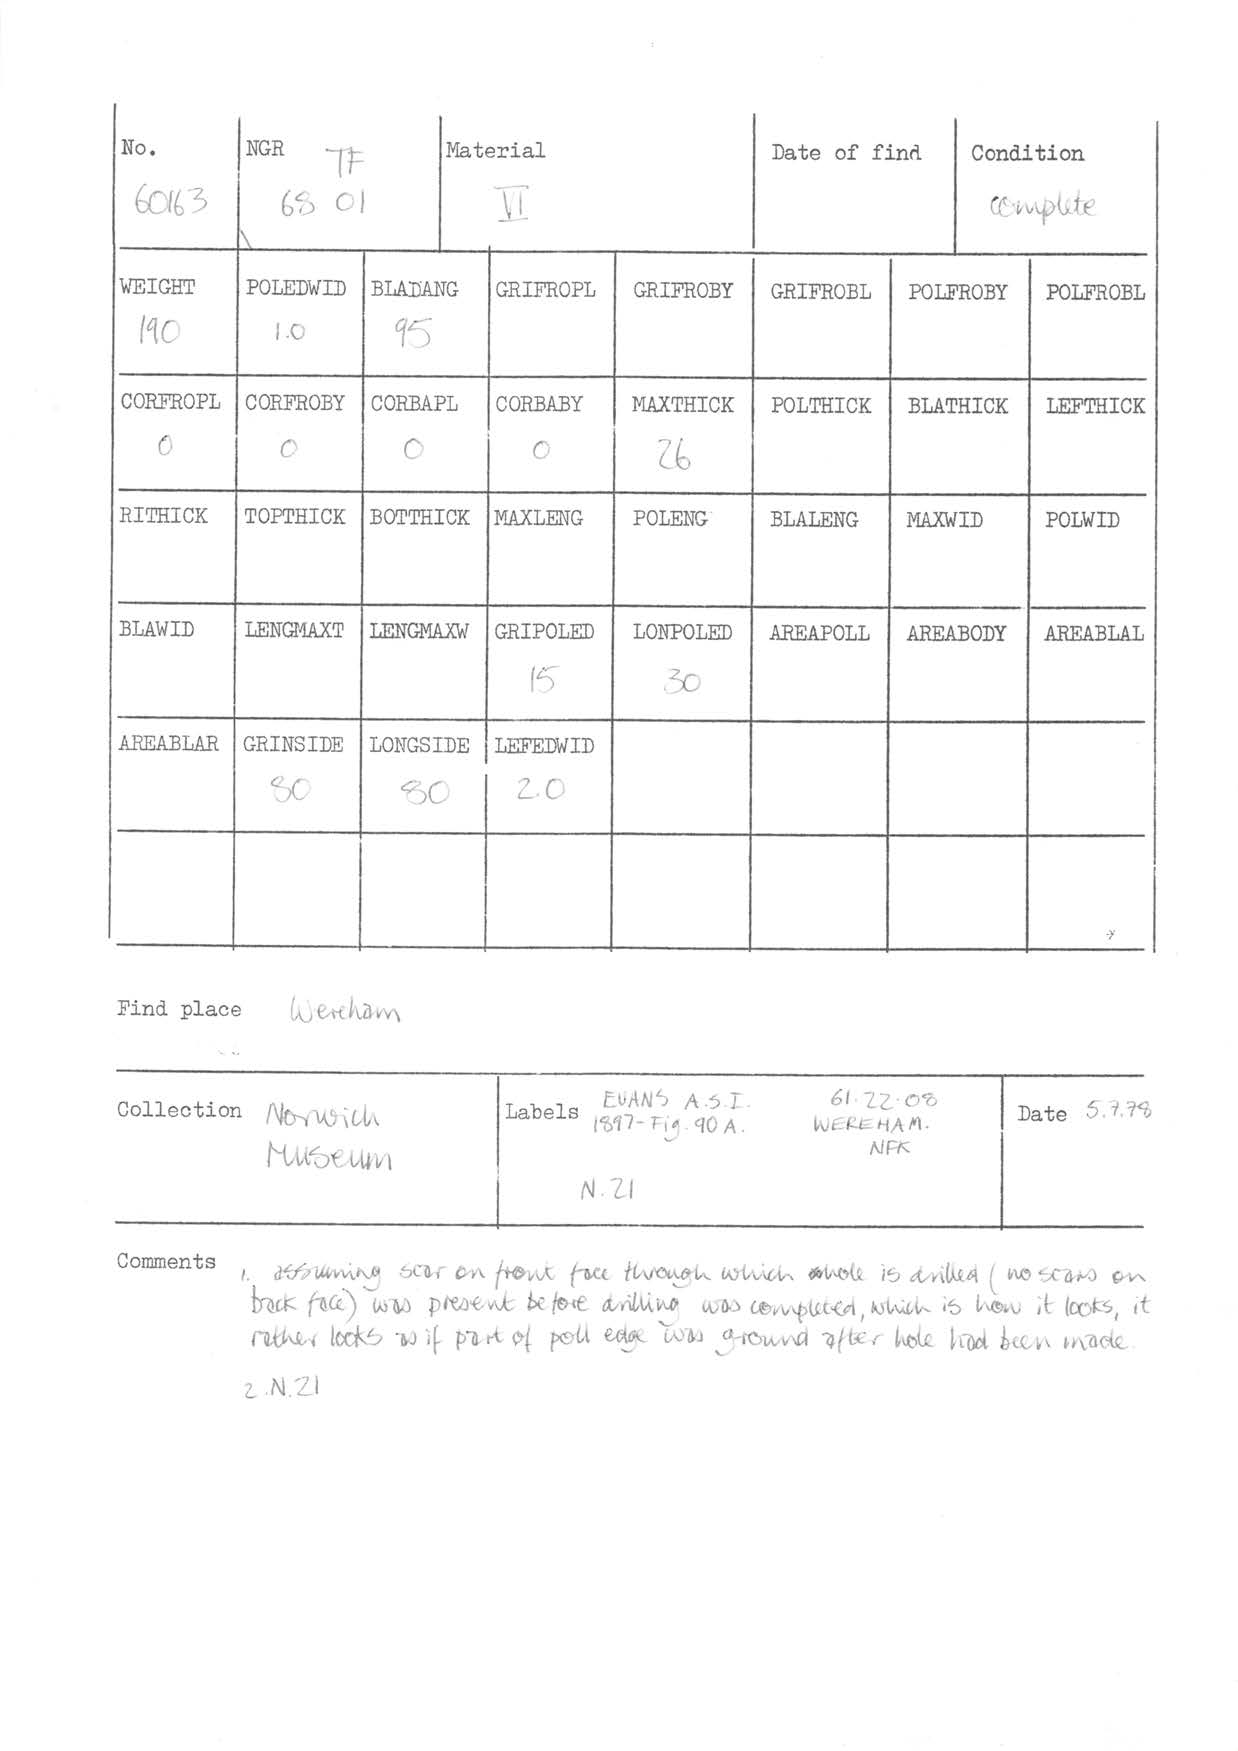 No. NGR TF Material Date of find Condition
60163 68 01 VI complete
WEIGHT POLEDWID BLADANG GRIFROPL GRIFROBY GRIFROBL POLFROBY POLFROBL
190 1.0 95
CORFROPL CORFROBY CORBAPL CORBABY MAXTHICK POLTHICK BLATHICK LEFTHICK
0 0 0 0 26
RITHICK TOPTHICK BOTTHICK MAXLENG POLENG BLALENG MAXWID POLWID
BLAWID LENGMAXT LENGMAXW GRIPOLED LONPOLED AREAPOLL AREABODY AREABLAL
15 30
AREABLAR GRINSIDE LONGSIDE LEFEDWID
80 80 2.0
Find place Wereham
Collection Norwich Museum
Labels EVANS A.S.I. 61.22.08
1897-Fig.90A. WEREHAM.
NFK
N.21
Date 5.7.78
Comments 1. assuming scar on front face through which hole is drilled (no scars on
back face) was present before drilling was completed, which is how it looks, it
rather looks as if part of poll edge was ground after hole had been made.
2. N.21